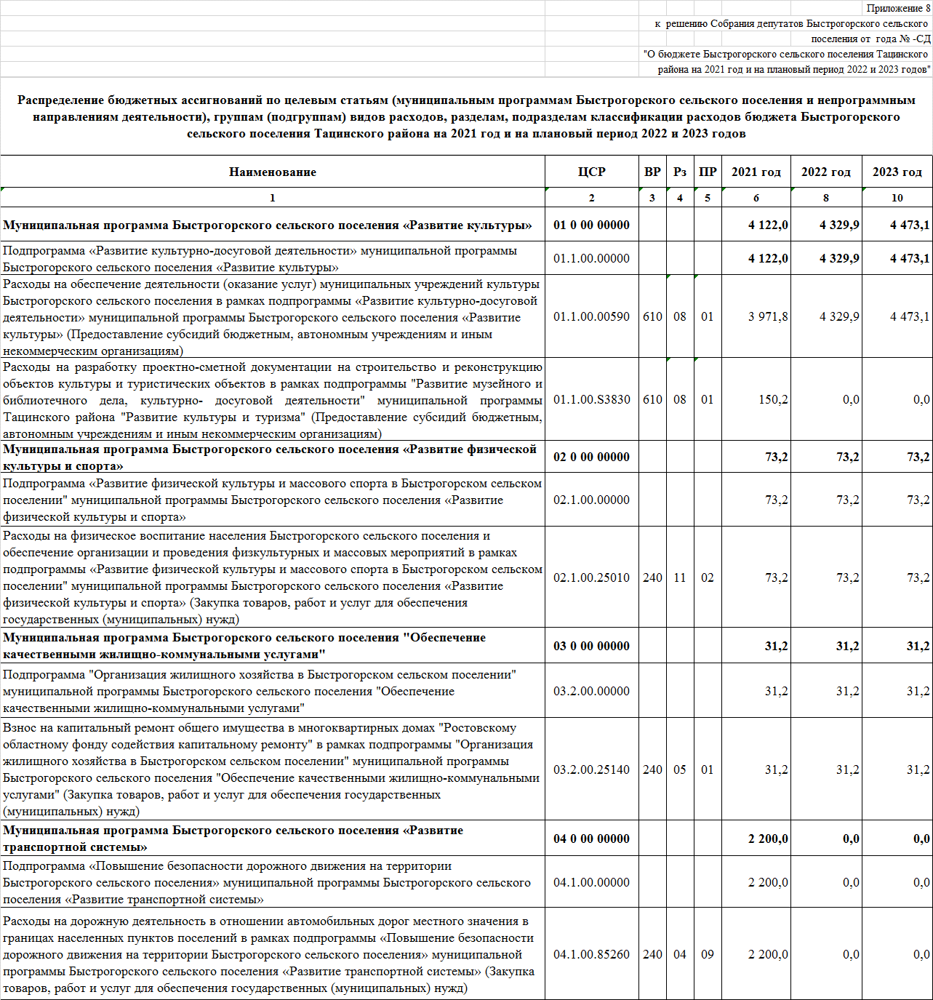 Приложение 8
к решению Собрания депутатов Быстрогорского сельского
поселения от года № -СД
"О бюджете Быстрогорского сельского поселения Тацинского
района на 2021 год и на плановый период 2022 и 2023 годов"
Распределение бюджетных ассигнований по целевым статьям (муниципальным программам Быстрогорского сельского поселения и непрограммным
направлениям деятельности), группам (подгруппам) видов расходов, разделам, подразделам классификации расходов бюджета Быстрогорского
сельского поселения Тацинского района на 2021 год и на плановый период 2022 и 2023 годов
Наименование ЦСР ВР Рз ПР 2021 год 2022 год 2023 год
1 2 3 4 5 6 8 10
Муниципальная программа Быстрогорского сельского поселения «Развитие культуры» 01 0 00 00000 4 122,0 4 329,9 4 473,1
Подпрограмма «Развитие культурно-досуговой деятельности» муниципальной программы
Быстрогорского сельского поселения «Развитие культуры»
01.1.00.00000 4 122,0 4 329,9 4 473,1
Расходы на обеспечение деятельности (оказание услуг) муниципальных учреждений культуры
Быстрогорского сельского поселения в рамках подпрограммы «Развитие культурно-досуговой
деятельности» муниципальной программы Быстрогорского сельского поселения «Развитие
культуры» (Предоставление субсидий бюджетным, автономным учреждениям и иным
некоммерческим организациям)
01.1.00.00590 610 08 01 3 971,8 4 329,9 4 473,1
Расходы на разработку проектно-сметной документации на строительство и реконструкцию
объектов культуры и туристических объектов в рамках подпрограммы "Развитие музейного и
библиотечного дела, культурно- досуговой деятельности" муниципальной программы
Тацинского района "Развитие культуры и туризма" (Предоставление субсидий бюджетным,
автономным учреждениям и иным некоммерческим организациям)
01.1.00.S3830 610 08 01 150,2 0,0 0,0
Муниципальная программа Быстрогорского сельского поселения «Развитие физической
культуры и спорта»
02 0 00 00000 73,2 73,2 73,2
Подпрограмма «Развитие физической культуры и массового спорта в Быстрогорском сельском
поселении" муниципальной программы Быстрогорского сельского поселения «Развитие
физической культуры и спорта»
02.1.00.00000 73,2 73,2 73,2
Расходы на физическое воспитание населения Быстрогорского сельского поселения и
обеспечение организации и проведения физкультурных и массовых мероприятий в рамках
подпрограммы «Развитие физической культуры и массового спорта в Быстрогорском сельском
поселении" муниципальной программы Быстрогорского сельского поселения «Развитие
физической культуры и спорта» (Закупка товаров, работ и услуг для обеспечения
государственных (муниципальных) нужд)
02.1.00.25010 240 11 02 73,2 73,2 73,2
Муниципальная программа Быстрогорского сельского поселения "Обеспечение
качественными жилищно-коммунальными услугами"
03 0 00 00000 31,2 31,2 31,2
Подпрограмма "Организация жилищного хозяйства в Быстрогорском сельском поселении"
муниципальной программы Быстрогорского сельского поселения "Обеспечение
качественными жилищно-коммунальными услугами"
03.2.00.00000 31,2 31,2 31,2
Взнос на капитальный ремонт общего имущества в многоквартирных домах "Ростовскому
областному фонду содействия капитальному ремонту" в рамках подпрограммы "Организация
жилищного хозяйства в Быстрогорском сельском поселении" муниципальной программы
Быстрогорского сельского поселения "Обеспечение качественными жилищно-коммунальными
услугами" (Закупка товаров, работ и услуг для обеспечения государственных
(муниципальных) нужд)
03.2.00.25140 240 05 01 31,2 31,2 31,2
Муниципальная программа Быстрогорского сельского поселения «Развитие
транспортной системы»
04 0 00 00000 2 200,0 0,0 0,0
Подпрограмма «Повышение безопасности дорожного движения на территории
Быстрогорского сельского поселения» муниципальной программы Быстрогорского сельского
поселения «Развитие транспортной системы»
04.1.00.00000 2 200,0 0,0 0,0
Расходы на дорожную деятельность в отношении автомобильных дорог местного значения в
границах населенных пунктов поселений в рамках подпрограммы «Повышение безопасности
дорожного движения на территории Быстрогорского сельского поселения» муниципальной
программы Быстрогорского сельского поселения «Развитие транспортной системы» (Закупка
товаров, работ и услуг для обеспечения государственных (муниципальных) нужд)
04.1.00.85260 240 04 09 2 200,0 0,0 0,0